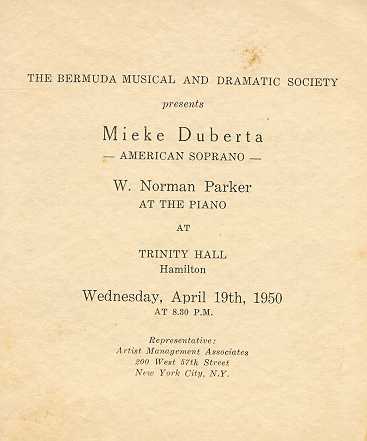 THE BERMUDA MUSICAL AND DRAMATIC SOCIETY
presents
Mieke Duberta
— AMERICAN SOPRANO —
W. Norman Parker
AT THE PIANO
AT
TRINITY HALL
Hamilton
Wednesday, April 19th, 1950
AT 8.30 P.M.
Representative:
Artist Management Associates
200 West 57th Street
New York City, N.Y.